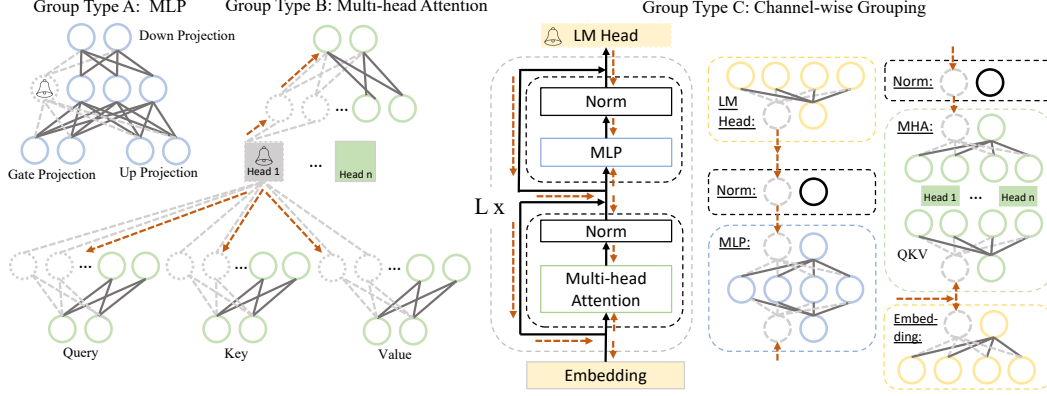 Group Type A: MLP
Group Type B: Multi-head Attention
Group Type C: Channel-wise Grouping
Down Projection
Gate Projection
Up Projection
...
Head 1
...
Head n
...
...
...
Query
Key
Value
LM Head
Norm
MLP
L x
Norm
Multi-head
Attention
Embedding
LM
Head:
Norm:
MLP:
Norm:
MHA:
Head 1
...
Head n
QKV
Embed-
ding: